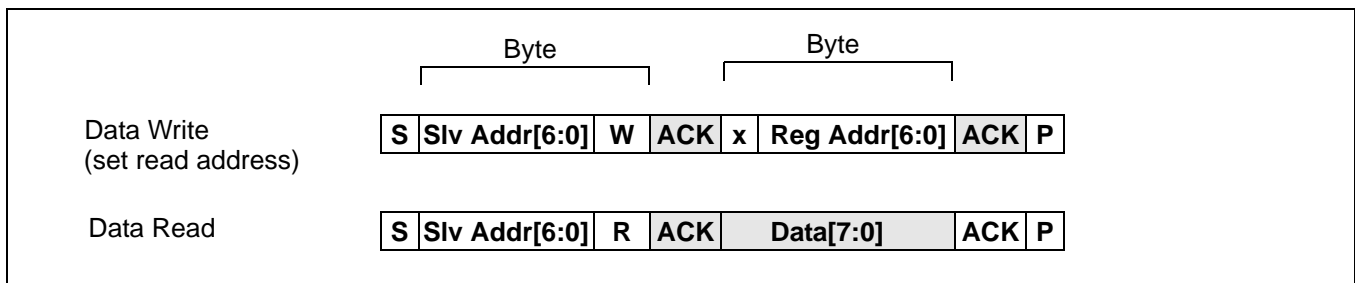 Byte Byte
Data Write S Slv Addr[6:0] W ACK x Reg Addr[6:0] ACK P
(set read address)
Data Read S Slv Addr[6:0] R ACK Data[7:0] ACK P